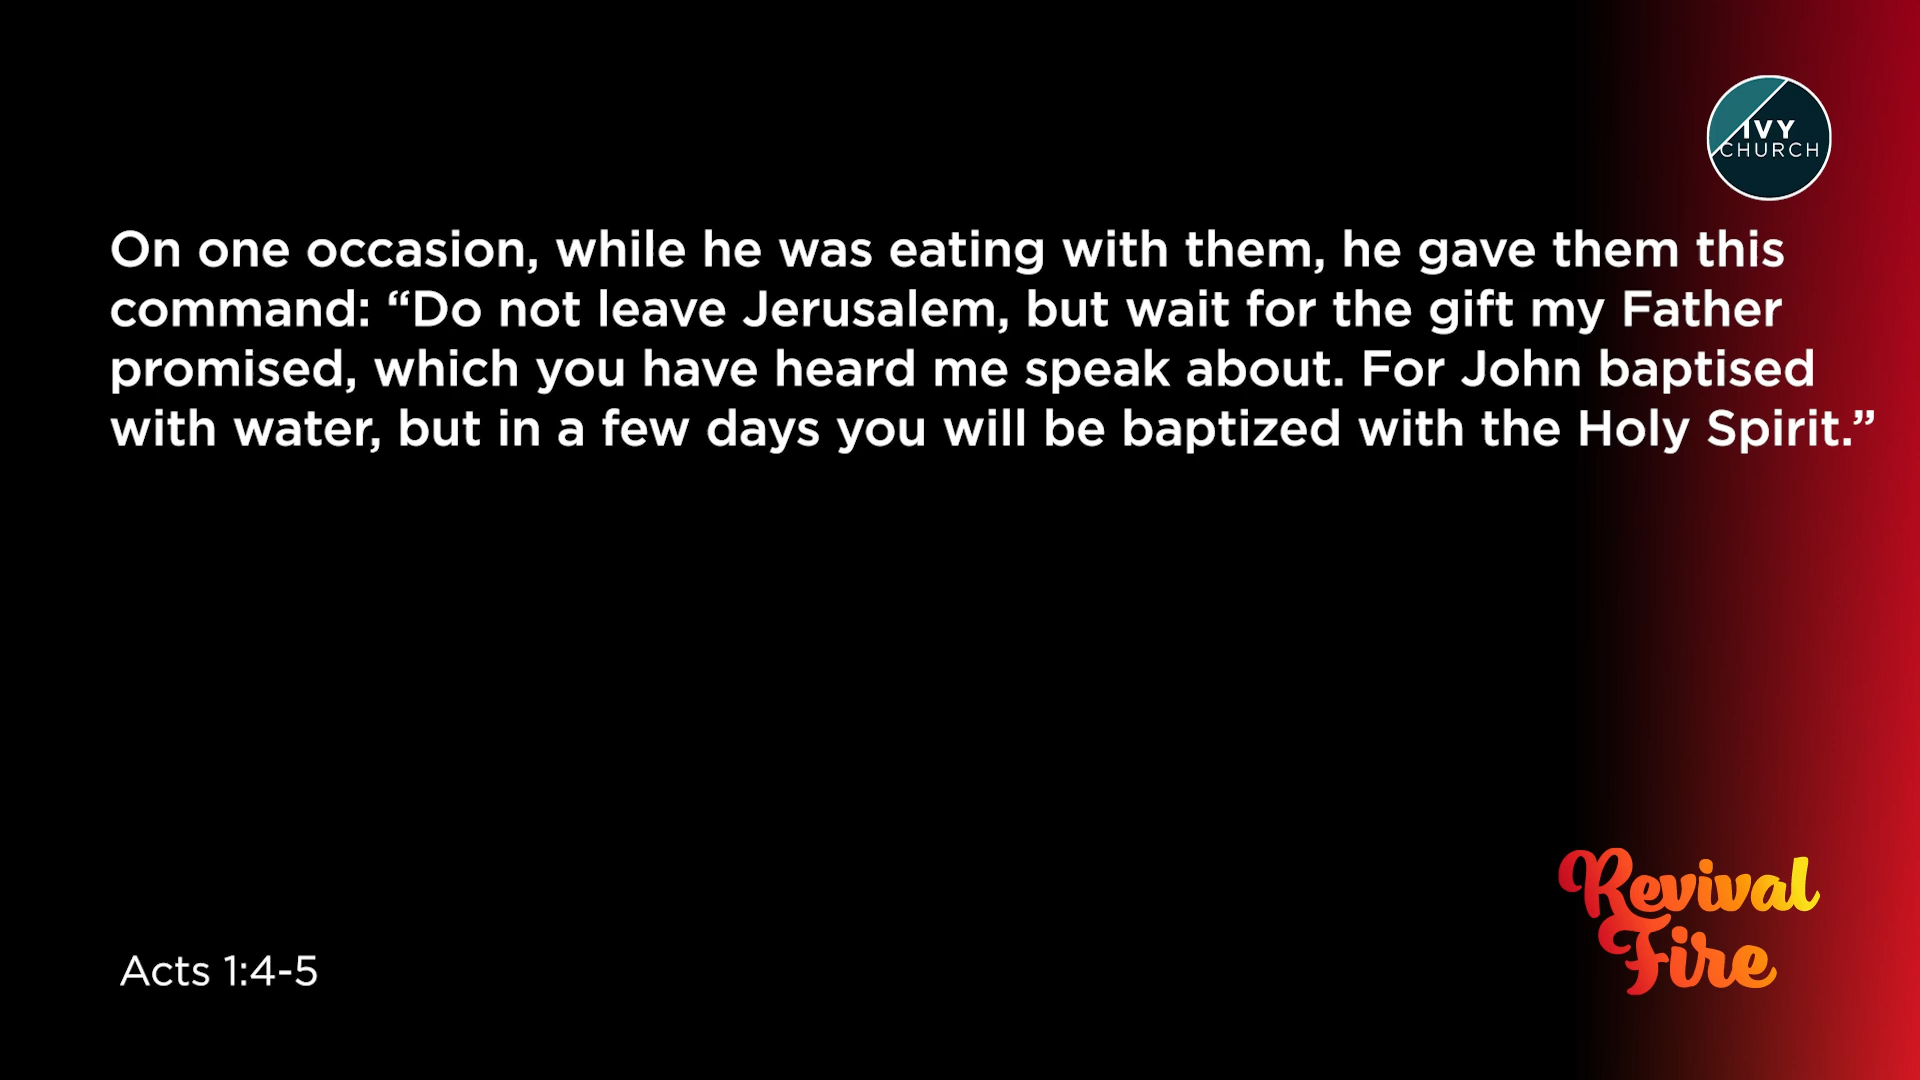 IVY
CHURCH
On one occasion, while he was eating with them, he gave them this
command: “Do not leave Jerusalem, but wait for the gift my Father
promised, which you have heard me speak about. For John baptised
with water, but in a few days you will be baptized with the Holy Spirit.”
Revival
Fire
Acts 1:4-5